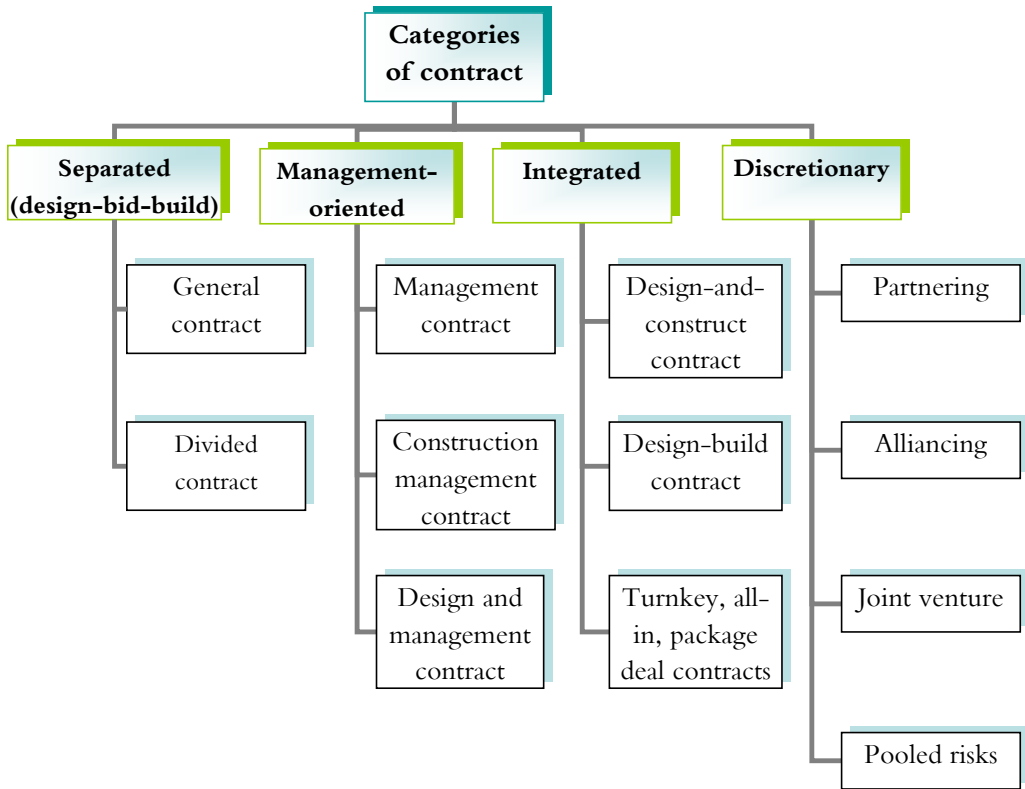 Categories
of contract
Separated
(design-bid-build)
Management-
oriented
Integrated
Discretionary
General
contract
Divided
contract
Management
contract
Construction
management
contract
Design and
management
contract
Design-and-
construct
contract
Design-build
contract
Turnkey, all-
in, package
deal contracts
Partnering
Alliancing
Joint venture
Pooled risks